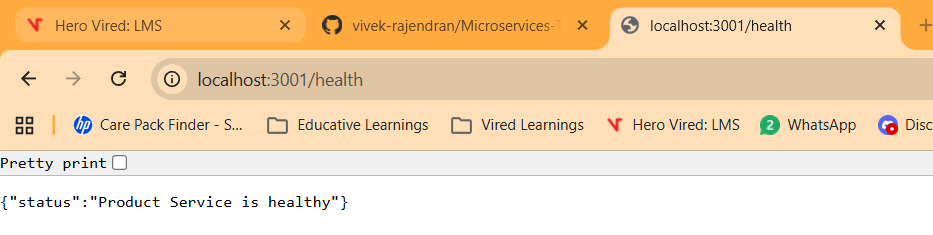 Hero Vired: LMS
vivek-rajendran/Microservices-T
localhost:3001/health
localhost:3001/health
hp Care Pack Finder - S...
Educative Learnings
Vired Learnings
Hero Vired: LMS
2 WhatsApp
Disc
Pretty print
{"status":"Product Service is healthy"}